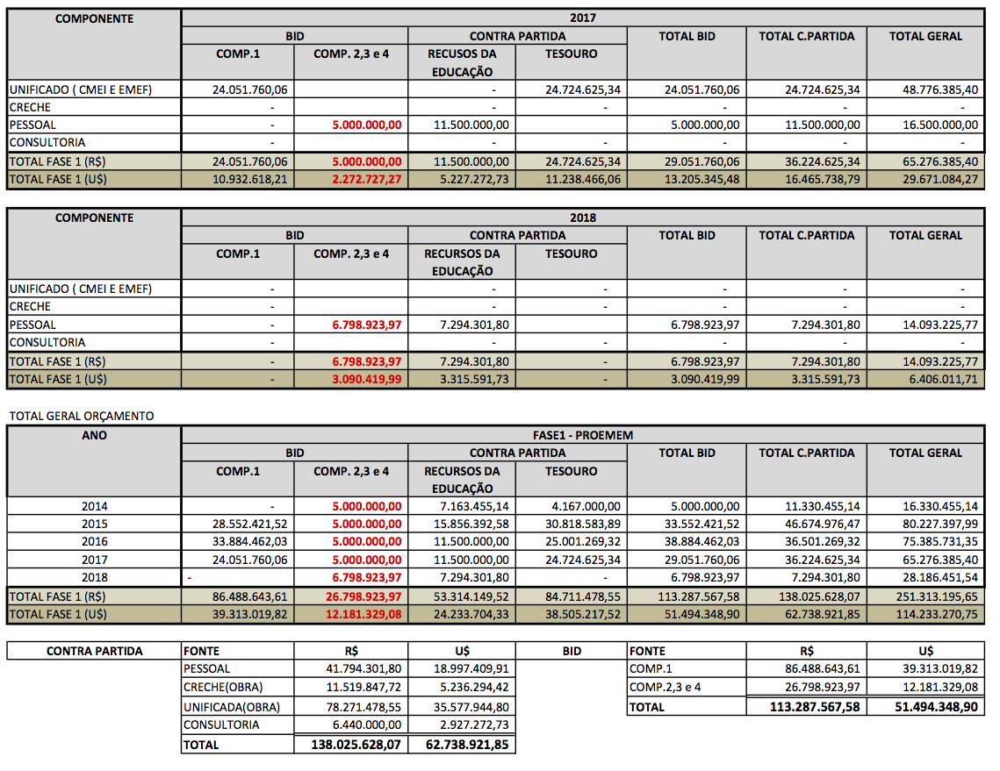 COMPONENTE 2017
BID CONTRA PARTIDA TOTAL BID TOTAL C.PARTIDA TOTAL GERAL
COMP.1 COMP. 2,3 e 4 RECUSOS DA TESOURO
EDUCAÇÃO
UNIFICADO ( CMEI E EMEF) 24.051.760,06 - 24.724.625,34 24.051.760,06 24.724.625,34 48.776.385,40
CRECHE - - - - - -
PESSOAL - 5.000.000,00 11.500.000,00 5.000.000,00 11.500.000,00 16.500.000,00
CONSULTORIA - - - - - -
TOTAL FASE 1 (R$) 24.051.760,06 5.000.000,00 11.500.000,00 24.724.625,34 29.051.760,06 36.224.625,34 65.276.385,40
TOTAL FASE 1 (U$) 10.932.618,21 2.272.727,27 5.227.272,73 11.238.466,06 13.205.345,48 16.465.738,79 29.671.084,27
COMPONENTE 2018
BID CONTRA PARTIDA TOTAL BID TOTAL C.PARTIDA TOTAL GERAL
COMP.1 COMP. 2,3 e 4 RECURSOS DA TESOURO
EDUCAÇÃO
UNIFICADO ( CMEI E EMEF) - - - - - -
CRECHE - - - - - -
PESSOAL - 6.798.923,97 7.294.301,80 6.798.923,97 7.294.301,80 14.093.225,77
CONSULTORIA - - - - - -
TOTAL FASE 1 (R$) - 6.798.923,97 7.294.301,80 - 6.798.923,97 7.294.301,80 14.093.225,77
TOTAL FASE 1 (U$) - 3.090.419,99 3.315.591,73 - 3.090.419,99 3.315.591,73 6.406.011,71
TOTAL GERAL ORÇAMENTO
ANO FASE1 - PROEMEM
BID CONTRA PARTIDA TOTAL BID TOTAL C.PARTIDA TOTAL GERAL
COMP.1 COMP. 2,3 e 4 RECURSOS DA TESOURO
EDUCAÇÃO
2014 - 5.000.000,00 7.163.455,14 4.167.000,00 5.000.000,00 11.330.455,14 16.330.455,14
2015 28.552.421,52 5.000.000,00 15.856.392,58 30.818.583,89 33.552.421,52 46.674.976,47 80.227.397,99
2016 33.884.462,03 5.000.000,00 11.500.000,00 25.001.269,32 38.884.462,03 36.501.269,32 75.385.731,35
2017 24.051.760,06 5.000.000,00 11.500.000,00 24.724.625,34 29.051.760,06 36.224.625,34 65.276.385,40
2018 - 6.798.923,97 7.294.301,80 - 6.798.923,97 7.294.301,80 28.186.451,54
TOTAL FASE 1 (R$) 86.488.643,61 26.798.923,97 53.314.149,52 84.711.478,55 113.287.567,58 138.025.628,07 251.313.195,65
TOTAL FASE 1 (U$) 39.313.019,82 12.181.329,08 24.233.704,33 38.505.217,52 51.494.348,90 62.738.921,85 114.233.270,75
CONTRA PARTIDA FONTE R$ U$ BID FONTE R$ U$
PESSOAL 41.794.301,80 18.997.409,91 COMP.1 86.488.643,61 39.313.019,82
CRECHE(OBRA) 11.519.847,72 5.236.294,42 COMP.2,3 e 4 26.798.923,97 12.181.329,08
UNIFICADA(OBRA) 78.271.478,55 35.577.944,80 TOTAL 113.287.567,58 51.494.348,90
CONSULTORIA 6.440.000,00 2.927.272,73
TOTAL 138.025.628,07 62.738.921,85